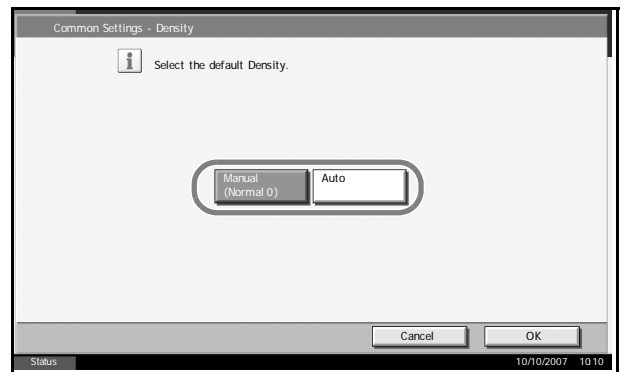 Common Settings - Density
Select the default Density.
Manual
(Normal 0)
Auto
Cancel
OK
Status
10/10/2007 10:10